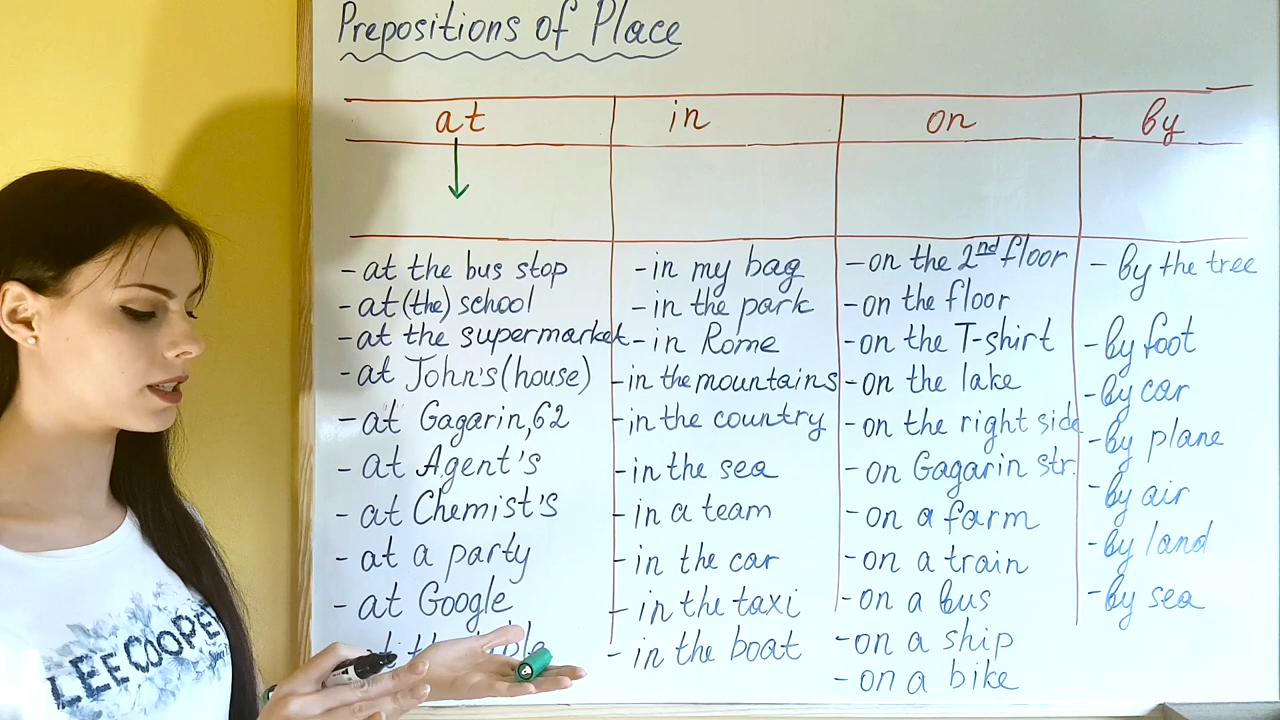 Prepositions of Place
at
in
on
by
- at the bus stop
- at (the) school
- at the supermarket
- at John's (house)
- at Gagarin, 62
- at Agent's
- at Chemist's
- at a party
- at Google
- in my bag
- in the park
- in Rome
- in the mountains
- in the country
- in the sea
- in a team
- in the car
- in the taxi
- in the boat
- on the 2nd floor
- on the floor
- on the T-shirt
- on the lake
- on the right side
- on Gagarin str.
- on a farm
- on a train
- on a bus
- on a ship
- on a bike
- by the tree
- by foot
- by car
- by plane
- by air
- by land
- by sea
LEE COOPER